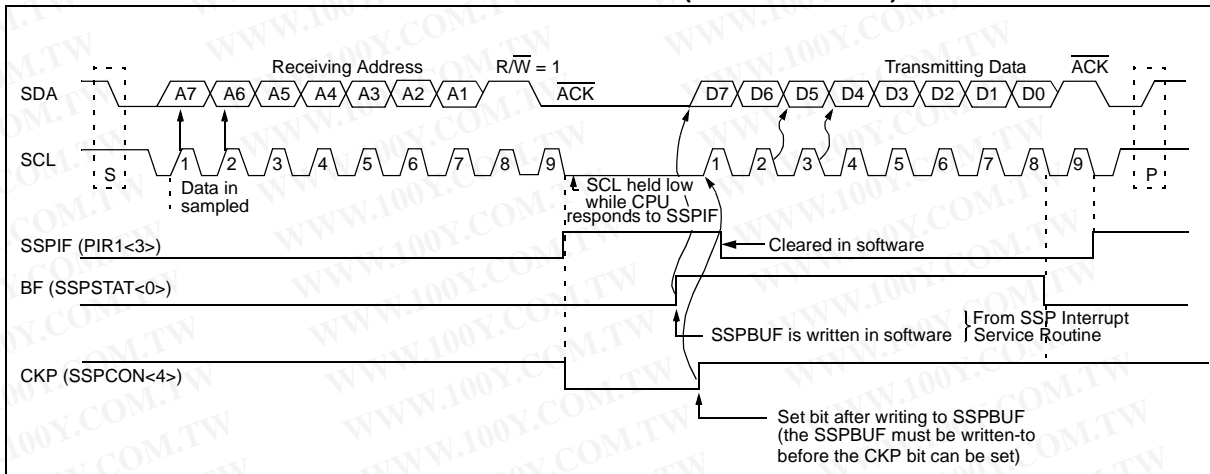 Receiving Address
R/W = 1
Transmitting Data
ACK
SDA
A7 A6 A5 A4 A3 A2 A1
ACK
D7 D6 D5 D4 D3 D2 D1 D0
SCL
S
1 2 3 4 5 6 7 8 9
1 2 3 4 5 6 7 8 9
P
Data in
sampled
SCL held low
while CPU
responds to SSPIF
SSPIF (PIR1<3>)
Cleared in software
BF (SSPSTAT<0>)
SSPBUF is written in software
From SSP Interrupt
Service Routine
CKP (SSPCON<4>)
Set bit after writing to SSPBUF
(the SSPBUF must be written-to
before the CKP bit can be set)
WWW.100Y.COM.TW